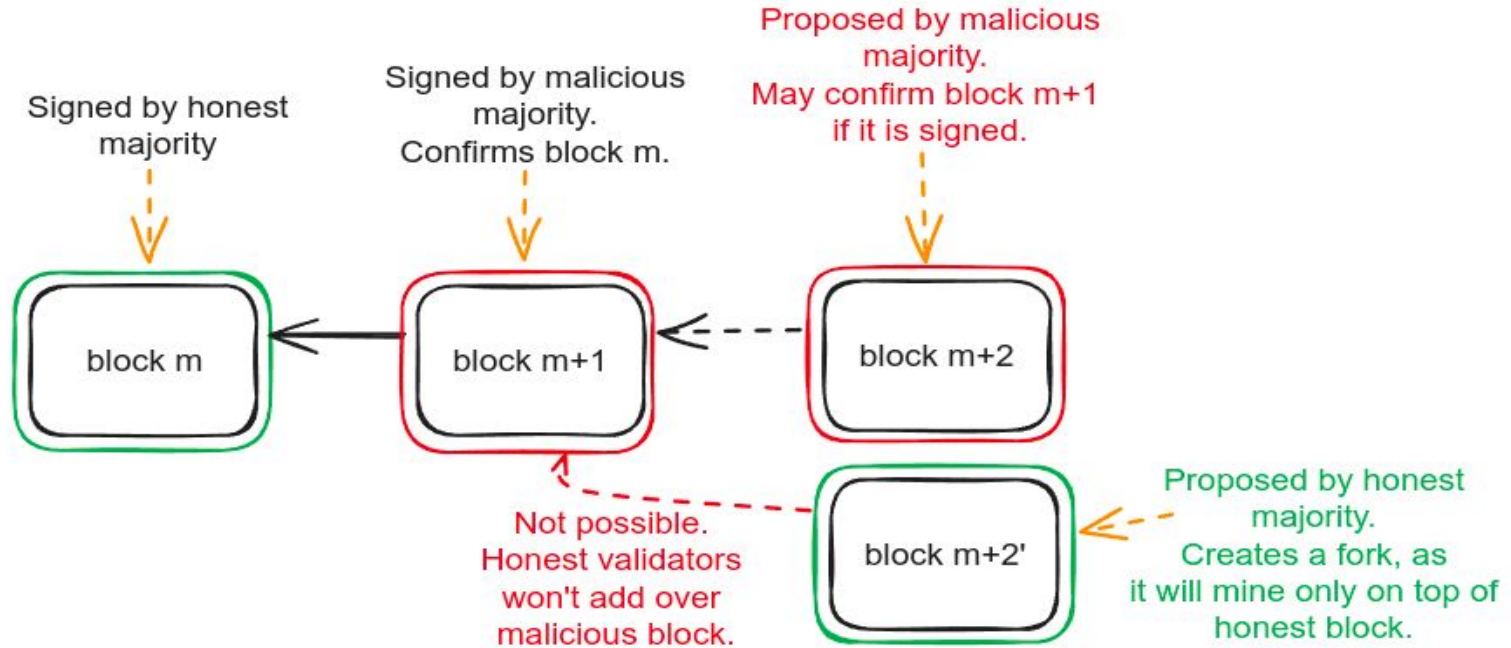 Signed by honest
majority
Signed by malicious
majority.
Confirms block m.
Proposed by malicious
majority.
May confirm block m+1
if it is signed.
block m
block m+1
block m+2
Not possible.
Honest validators
won't add over
malicious block.
block m+2'
Proposed by honest
majority.
Creates a fork, as
it will mine only on top of
honest block.